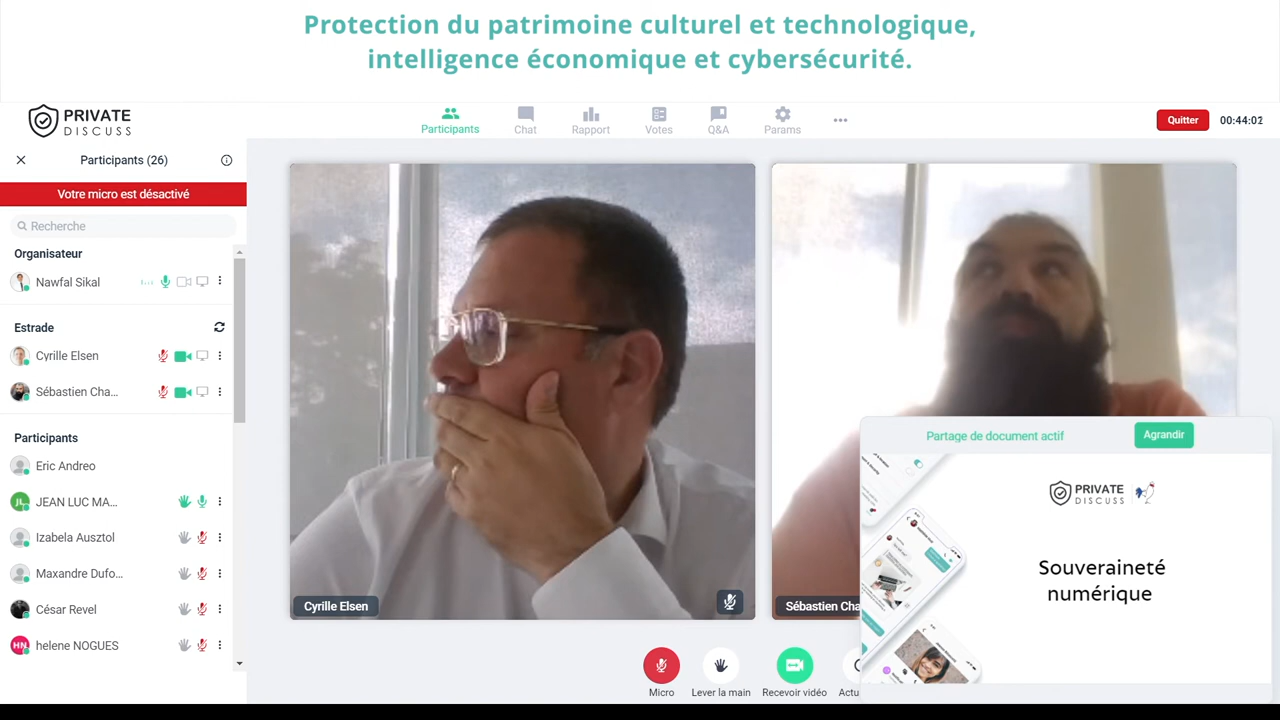 Protection du patrimoine culturel et technologique,
intelligence économique et cybersécurité.
PRIVATE
DISCUSS
Participants
Chat
Rapport
Votes
Q&A
Params
Quitter
00:44:02
Participants (26)
Votre micro est désactivé
Recherche
Organisateur
Nawfal Sikal
Estrade
Cyrille Elsen
Sébastien Cha...
Participants
Eric Andreo
JL
JEAN LUC MA...
Izabela Ausztol
Maxandre Dufo...
César Revel
HN
helene NOGUES
Cyrille Elsen
Sébastien Cha
Partage de document actif
Agrandir
PRIVATE
DISCUSS
Souveraineté
numérique
Micro
Lever la main
Recevoir vidéo
Actu